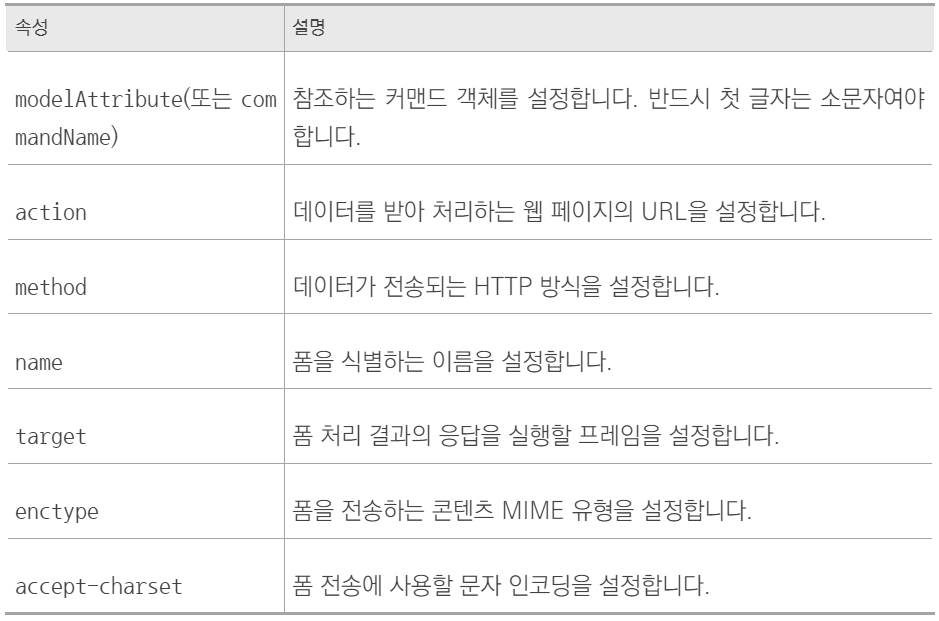 속성 설명
modelAttribute(또는 com 참조하는 커맨드 객체를 설정합니다. 반드시 첫 글자는 소문자여야
mandName) 합니다.
action 데이터를 받아 처리하는 웹 페이지의 URL을 설정합니다.
method 데이터가 전송되는 HTTP 방식을 설정합니다.
name 폼을 식별하는 이름을 설정합니다.
target 폼 처리 결과의 응답을 실행할 프레임을 설정합니다.
enctype 폼을 전송하는 콘텐츠 MIME 유형을 설정합니다.
accept-charset 폼 전송에 사용할 문자 인코딩을 설정합니다.